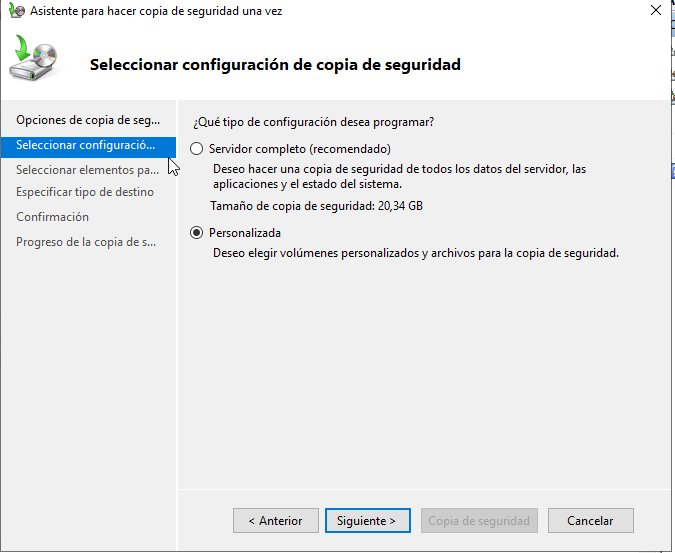 Asistente para hacer copia de seguridad una vez
Seleccionar configuración de copia de seguridad
Opciones de copia de seg...
Seleccionar configuració...
Seleccionar elementos pa...
Especificar tipo de destino
Confirmación
Progreso de la copia de s...
¿Qué tipo de configuración desea programar?
Servidor completo (recomendado)
Deseo hacer una copia de seguridad de todos los datos del servidor, las
aplicaciones y el estado del sistema.
Tamaño de copia de seguridad: 20,34 GB
Personalizada
Deseo elegir volúmenes personalizados y archivos para la copia de seguridad.
< Anterior
Siguiente >
Copia de seguridad
Cancelar